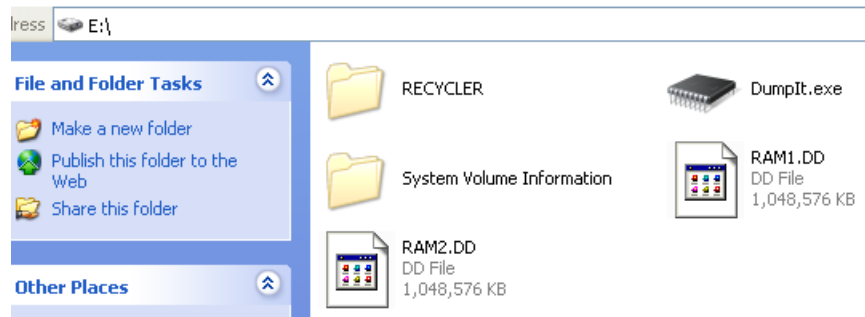 E:\
File and Folder Tasks
Make a new folder
Publish this folder to the
Web
Share this folder
Other Places
RECYCLER
DumpIt.exe
System Volume Information
RAM1.DD
DD File
1,048,576 KB
RAM2.DD
DD File
1,048,576 KB